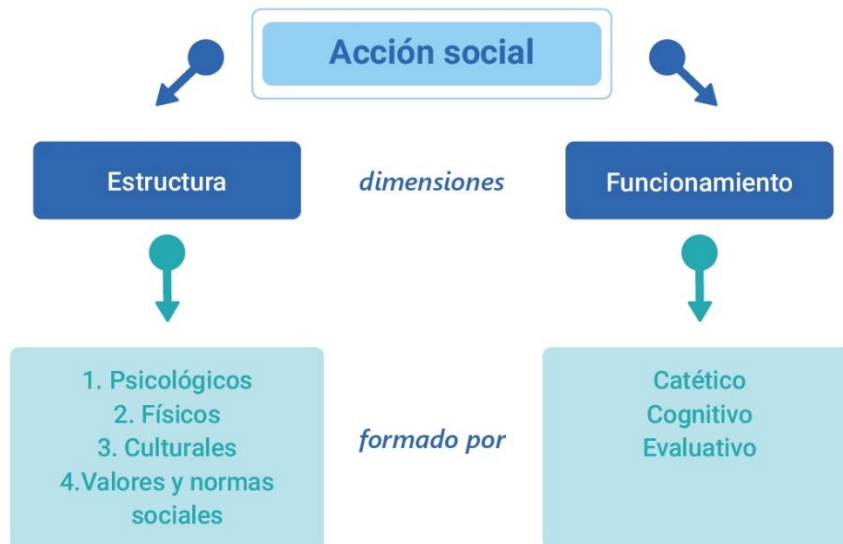 Acción social
Estructura
dimensiones
Funcionamiento
1. Psicológicos
2. Físicos
3. Culturales
4.Valores y normas
sociales
formado por
Catético
Cognitivo
Evaluativo